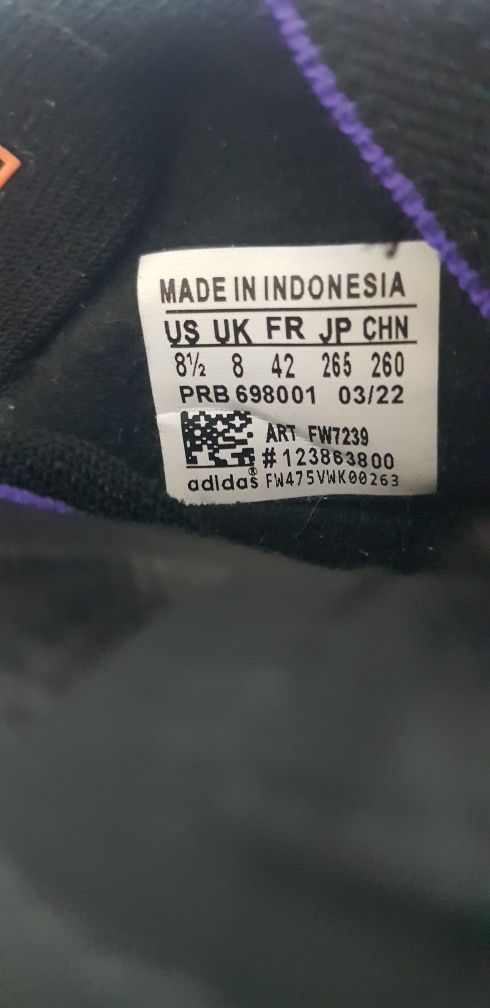 MADE IN INDONESIA
US UK FR JP CHN
8½ 8 42 265 260
PRB 698001 03/22
ART FW7239
#123863800
adidas® FW475VWK00263